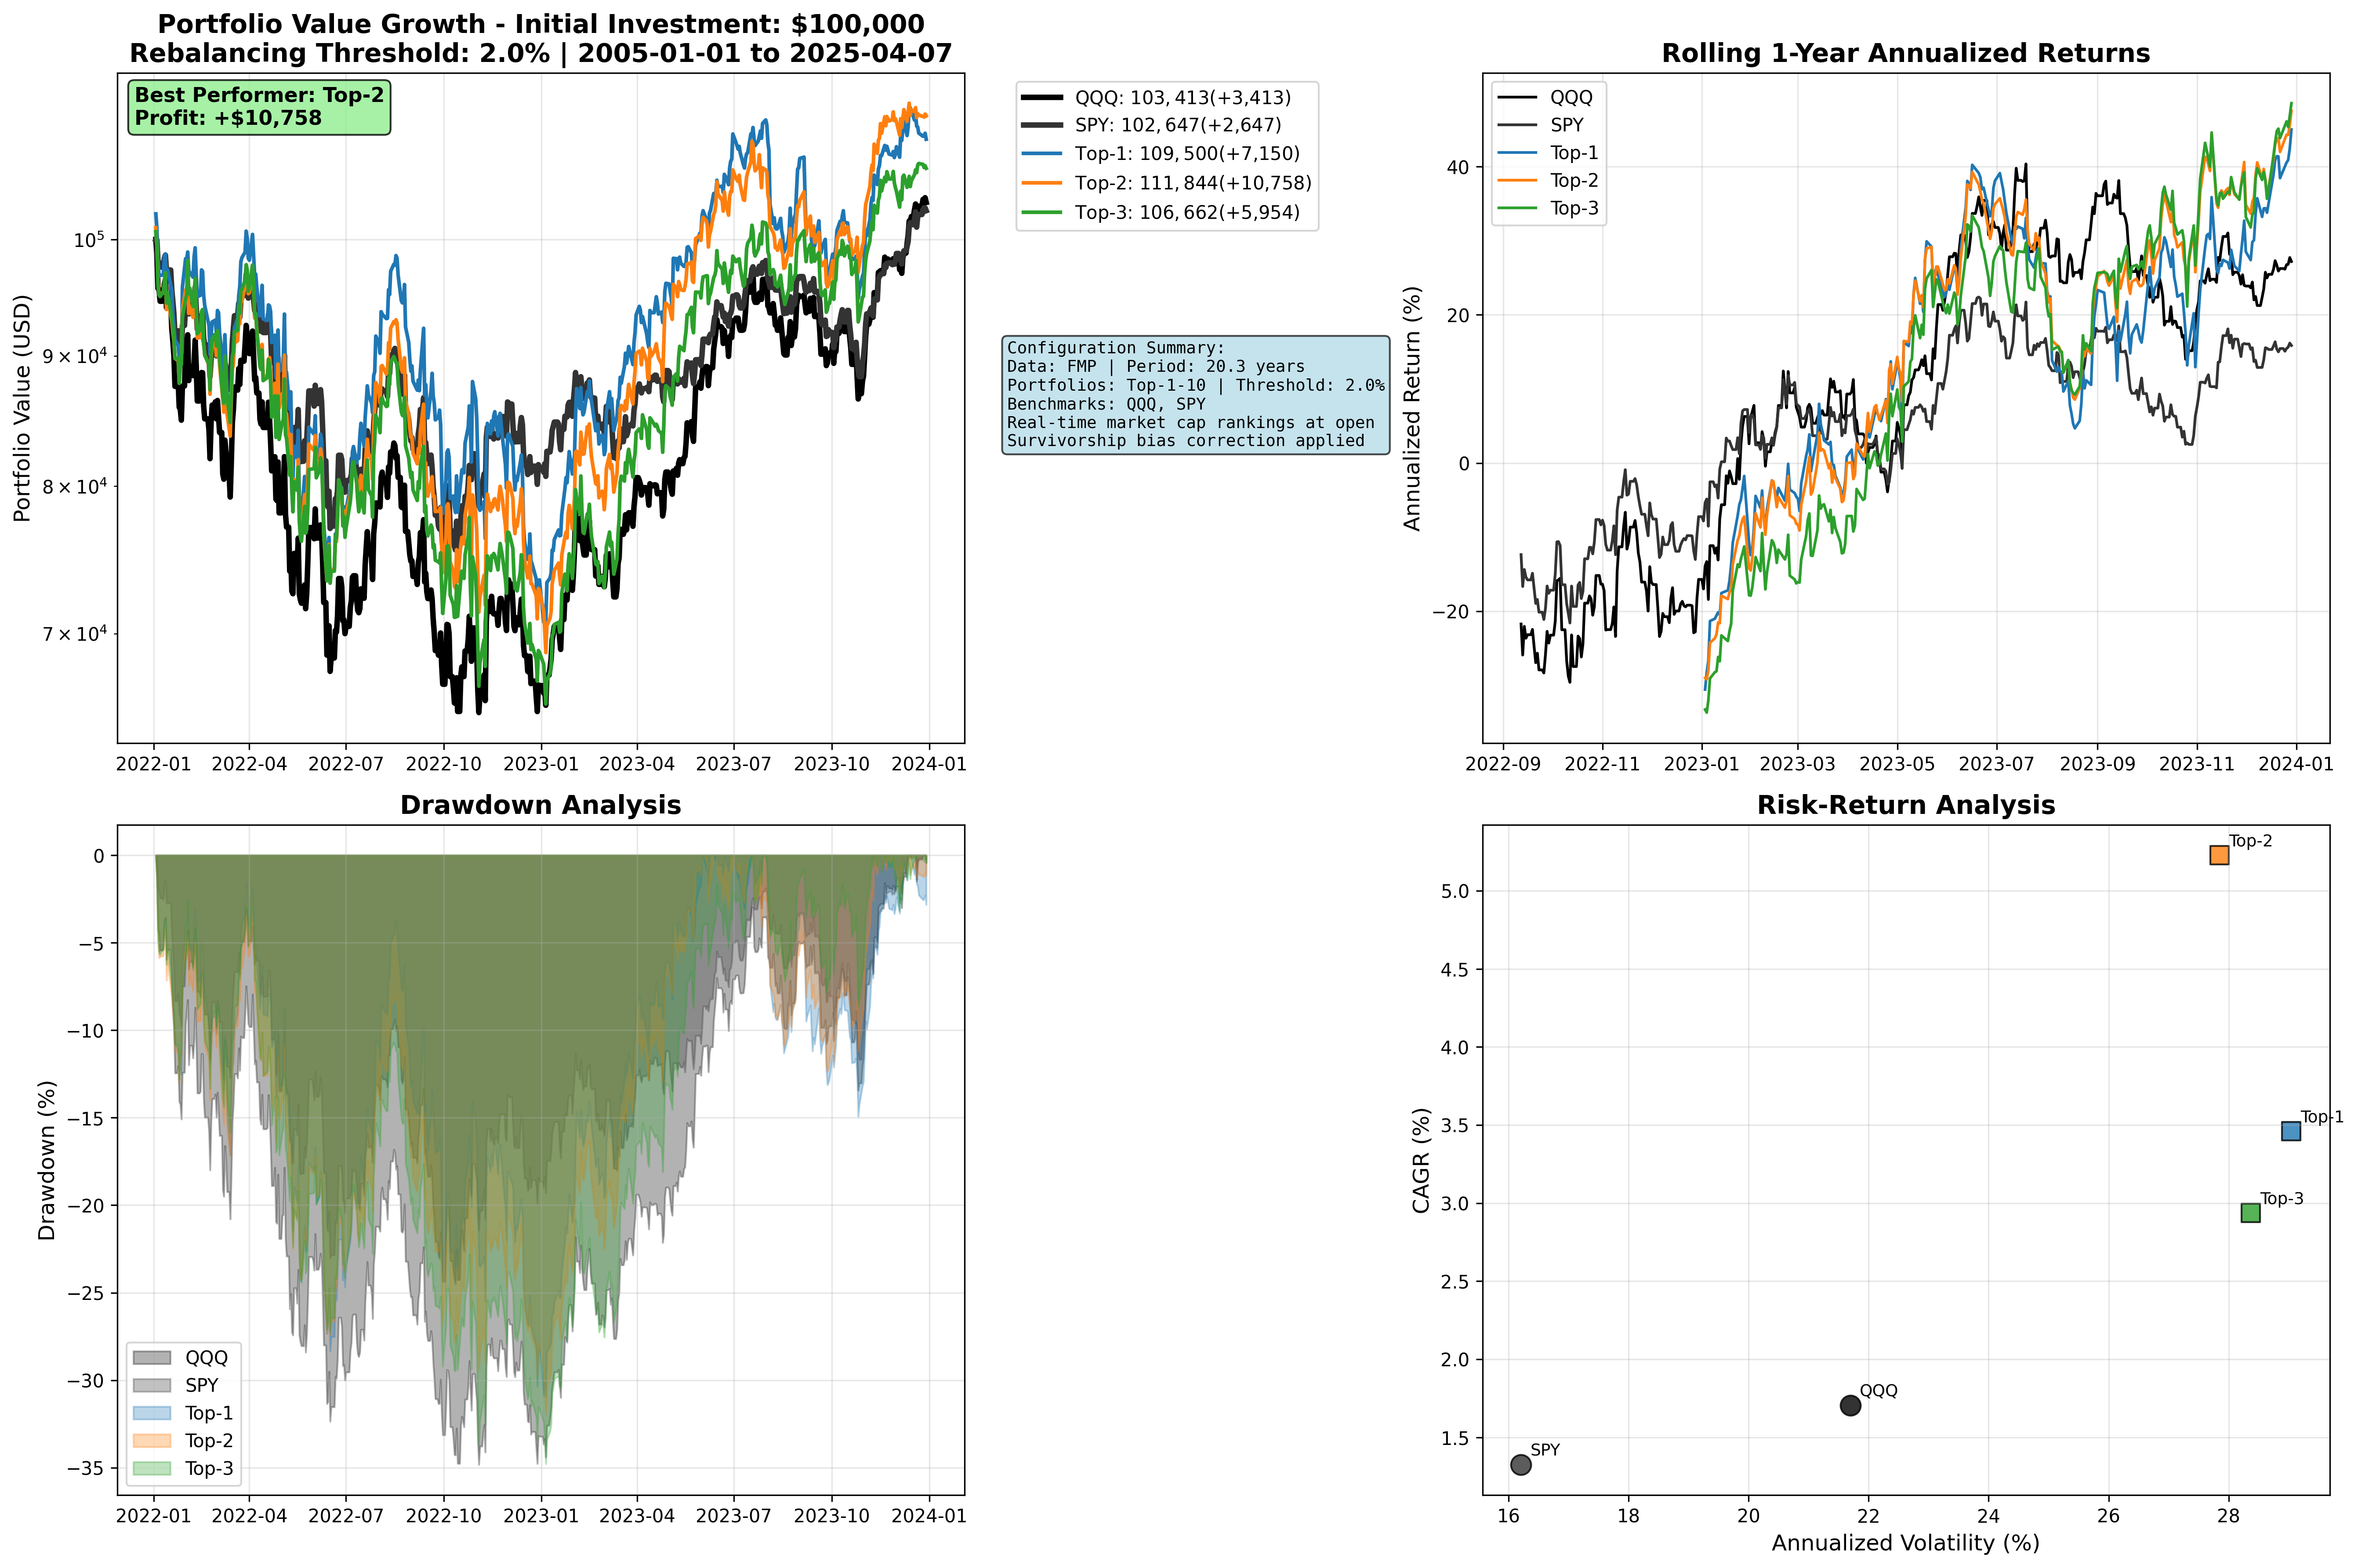 Portfolio Value Growth - Initial Investment: $100,000
Rebalancing Threshold: 2.0% | 2005-01-01 to 2025-04-07
Best Performer: Top-2
Profit: +$10,758
Portfolio Value (USD)
10⁵
9 × 10⁴
8 × 10⁴
7 × 10⁴
2022-01 2022-04 2022-07 2022-10 2023-01 2023-04 2023-07 2023-10 2024-01
QQQ: 103, 413(+3,413)
SPY: 102, 647(+2,647)
Top-1: 109, 500(+7,150)
Top-2: 111, 844(+10,758)
Top-3: 106, 662(+5,954)
Configuration Summary:
Data: FMP | Period: 20.3 years
Portfolios: Top-1-10 | Threshold: 2.0%
Benchmarks: QQQ, SPY
Real-time market cap rankings at open
Survivorship bias correction applied
Rolling 1-Year Annualized Returns
QQQ
SPY
Top-1
Top-2
Top-3
Annualized Return (%)
40
20
0
−20
2022-09 2022-11 2023-01 2023-03 2023-05 2023-07 2023-09 2023-11 2024-01
Drawdown Analysis
Drawdown (%)
0
−5
−10
−15
−20
−25
−30
−35
QQQ
SPY
Top-1
Top-2
Top-3
2022-01 2022-04 2022-07 2022-10 2023-01 2023-04 2023-07 2023-10 2024-01
Risk-Return Analysis
CAGR (%)
5.0
4.5
4.0
3.5
3.0
2.5
2.0
1.5
Top-2
Top-1
Top-3
QQQ
SPY
16 18 20 22 24 26 28
Annualized Volatility (%)